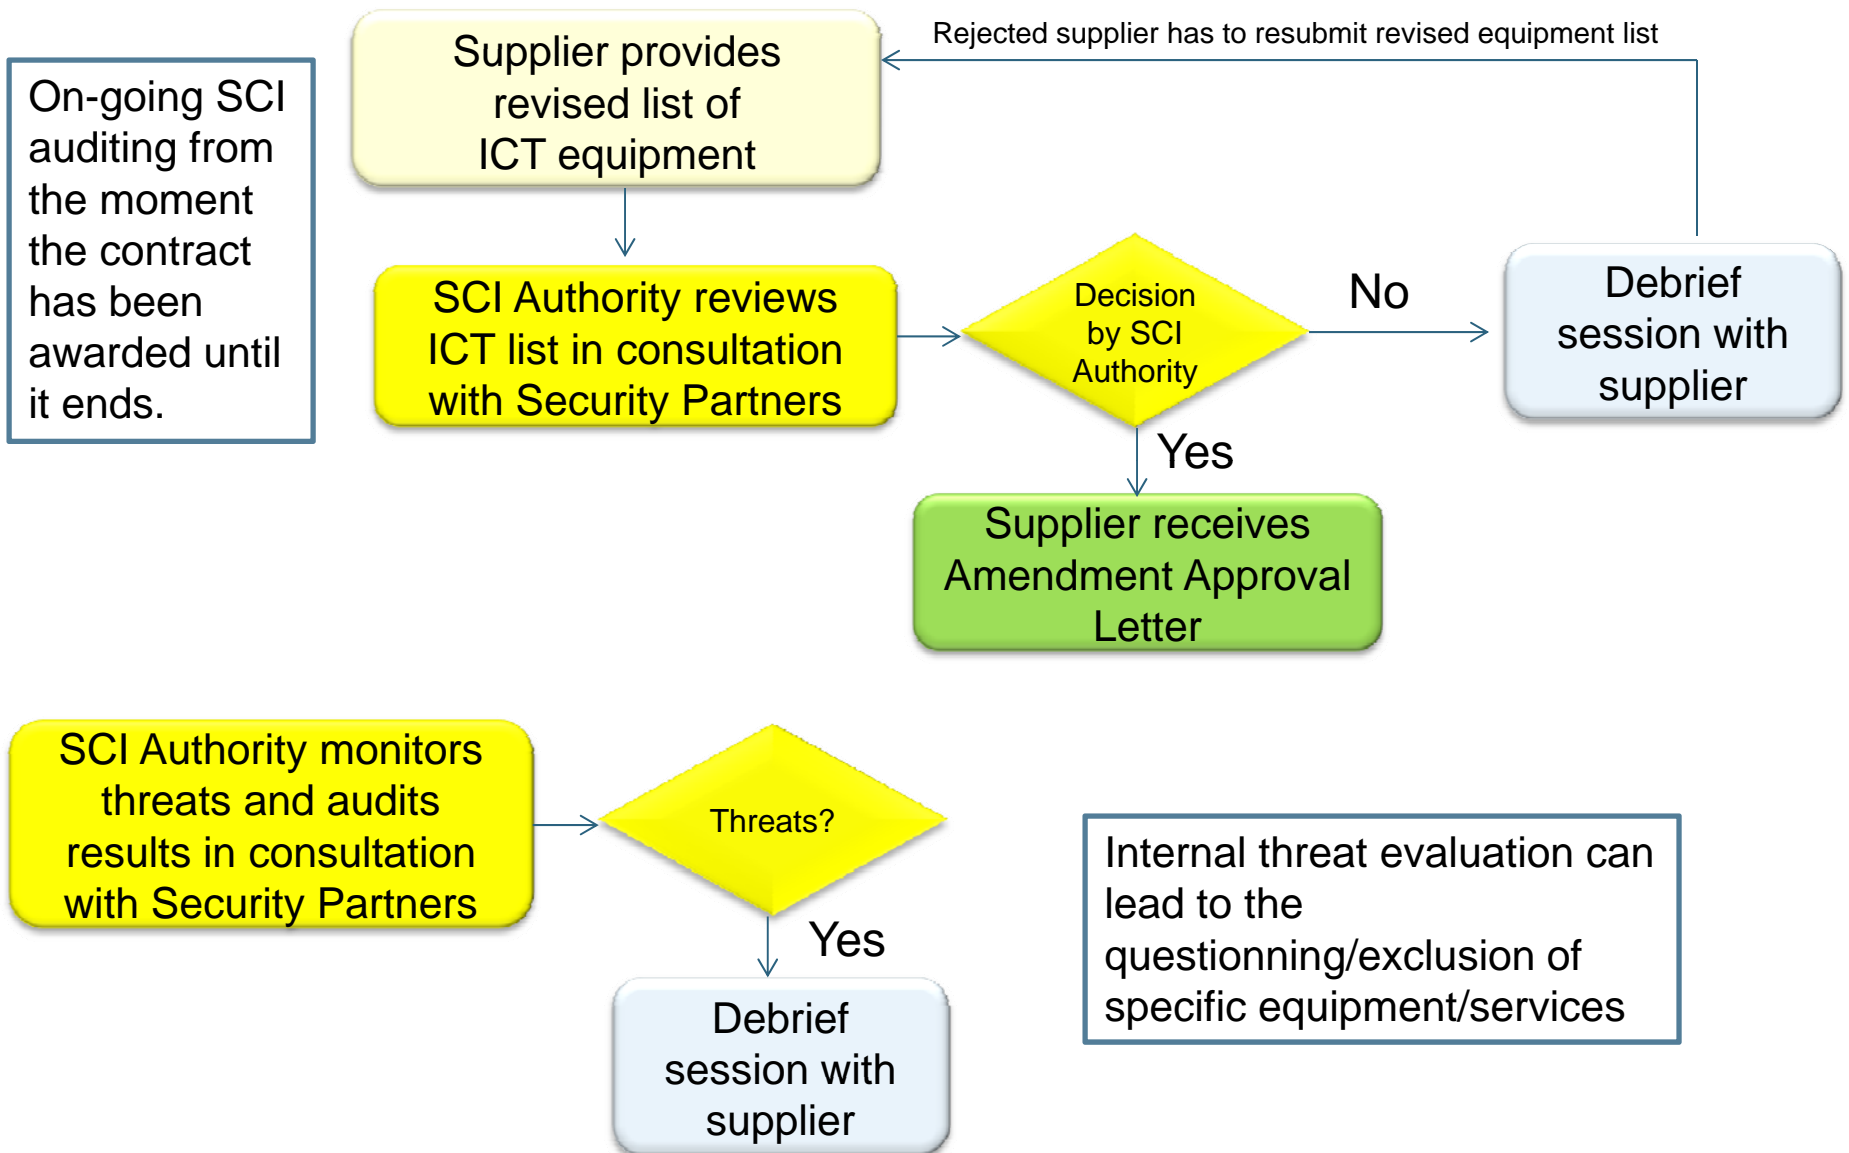 Rejected supplier has to resubmit revised equipment list
Supplier provides
revised list of
ICT equipment
On-going SCI
auditing from
the moment
the contract
has been
awarded until
it ends.
SCI Authority reviews
ICT list in consultation
with Security Partners
Decision
by SCI
Authority
No
Debrief
session with
supplier
Yes
Supplier receives
Amendment Approval
Letter
SCI Authority monitors
threats and audits
results in consultation
with Security Partners
Threats?
Yes
Debrief
session with
supplier
Internal threat evaluation can
lead to the
questionning/exclusion of
specific equipment/services